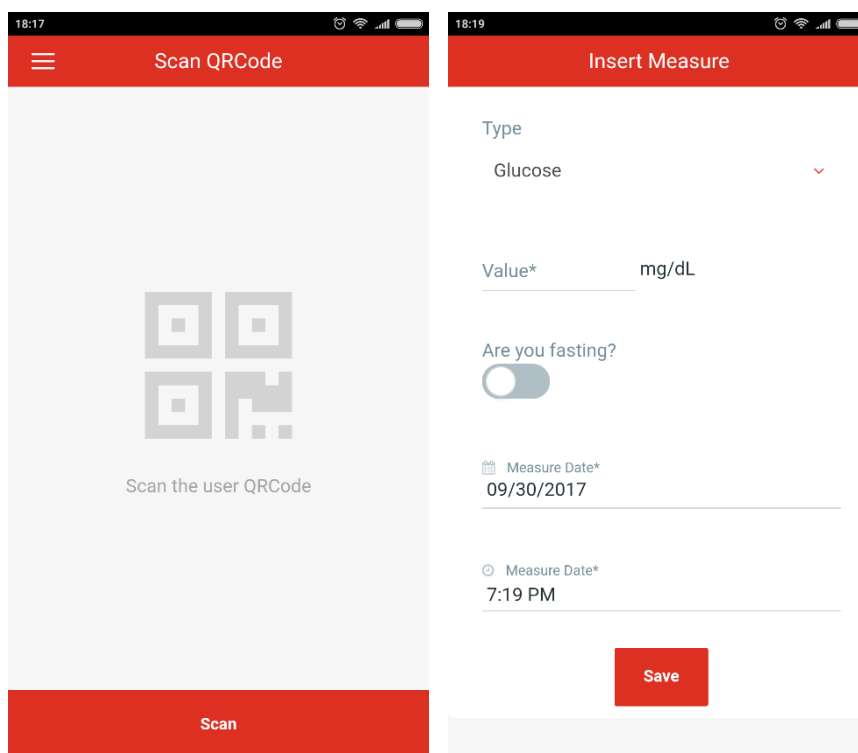 18:17
Scan QRCode
Scan the user QRCode
Scan
18:19
Insert Measure
Type
Glucose
Value* mg/dL
Are you fasting?
Measure Date*
09/30/2017
Measure Date*
7:19 PM
Save